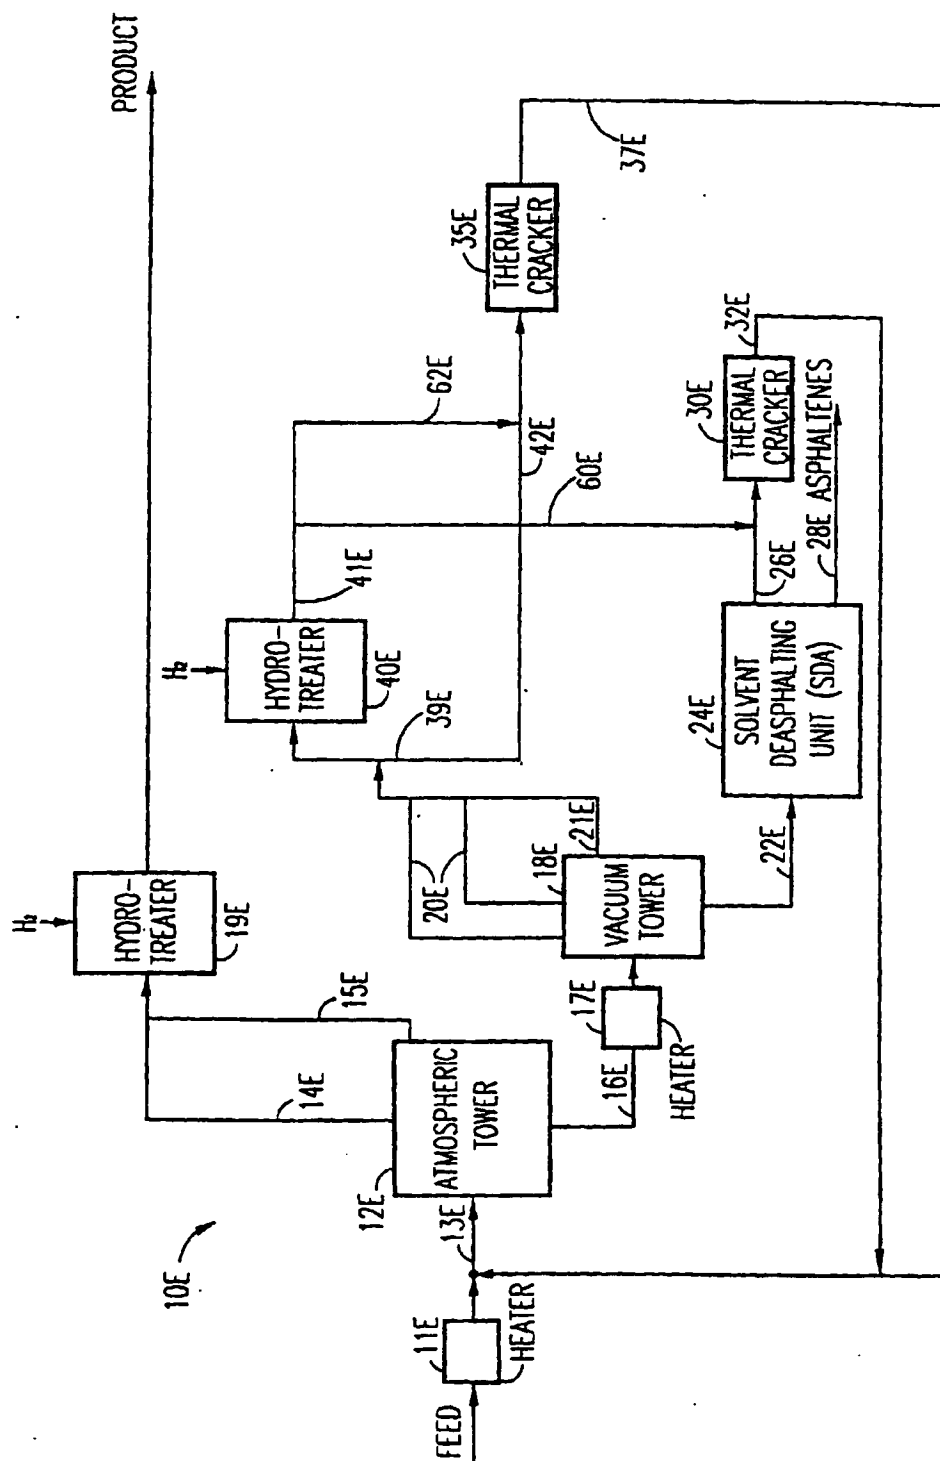 FEED
11E
HEATER
10E
13E
12E
ATMOSPHERIC
TOWER
14E
15E
16E
17E
HEATER
H₂
HYDRO-
TREATER
19E
PRODUCT
18E
VACUUM
TOWER
20E
21E
22E
39E
H₂
HYDRO-
TREATER
40E
41E
62E
42E
60E
24E
SOLVENT
DEASPHALTING
UNIT (SDA)
26E
28E ASPHALTENES
30E
THERMAL
CRACKER
32E
35E
THERMAL
CRACKER
37E